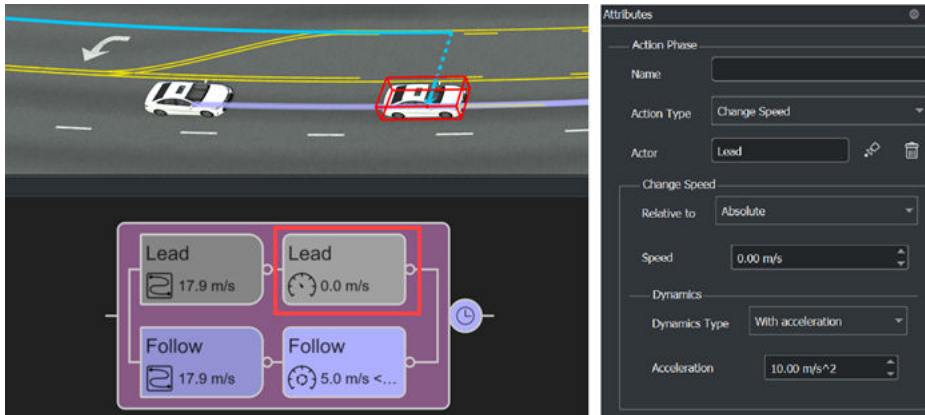 Attributes
Action Phase
Name
Action Type Change Speed
Actor Lead
Change Speed
Relative to Absolute
Speed 0.00 m/s
Dynamics
Dynamics Type With acceleration
Acceleration 10.00 m/s^2
Lead
17.9 m/s
Lead
0.0 m/s
Follow
17.9 m/s
Follow
5.0 m/s <...